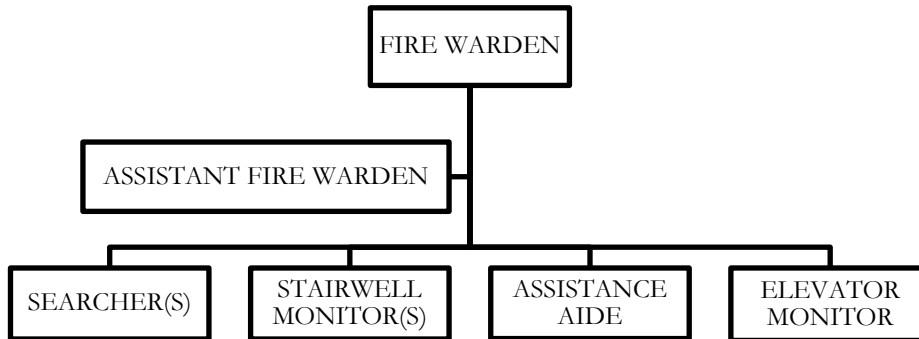 FIRE WARDEN
ASSISTANT FIRE WARDEN
SEARCHER(S)
STAIRWELL
MONITOR(S)
ASSISTANCE
AIDE
ELEVATOR
MONITOR